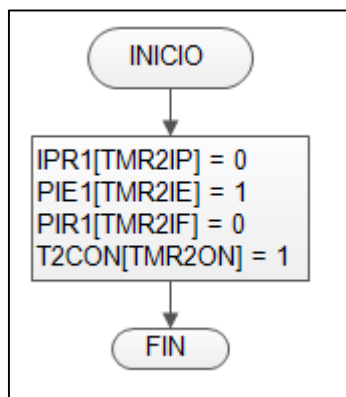 INICIO
IPR1[TMR2IP] = 0
PIE1[TMR2IE] = 1
PIR1[TMR2IF] = 0
T2CON[TMR2ON] = 1
FIN